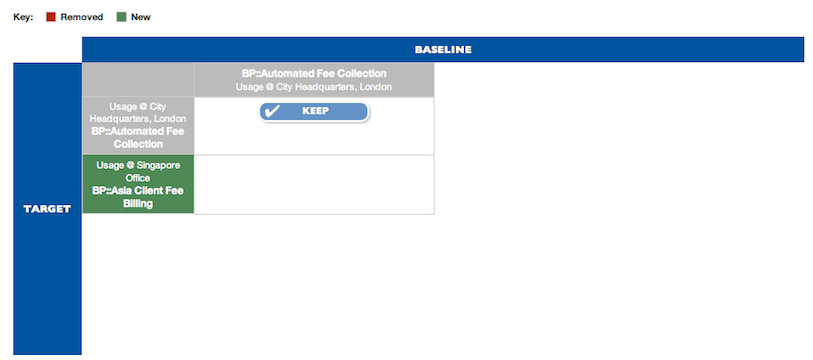 Key: Removed New
BASELINE
BP::Automated Fee Collection
Usage @ City Headquarters, London
Usage @ City
Headquarters, London
BP::Automated Fee
Collection
KEEP
Usage @ Singapore
Office
BP::Asia Client Fee
Billing
TARGET